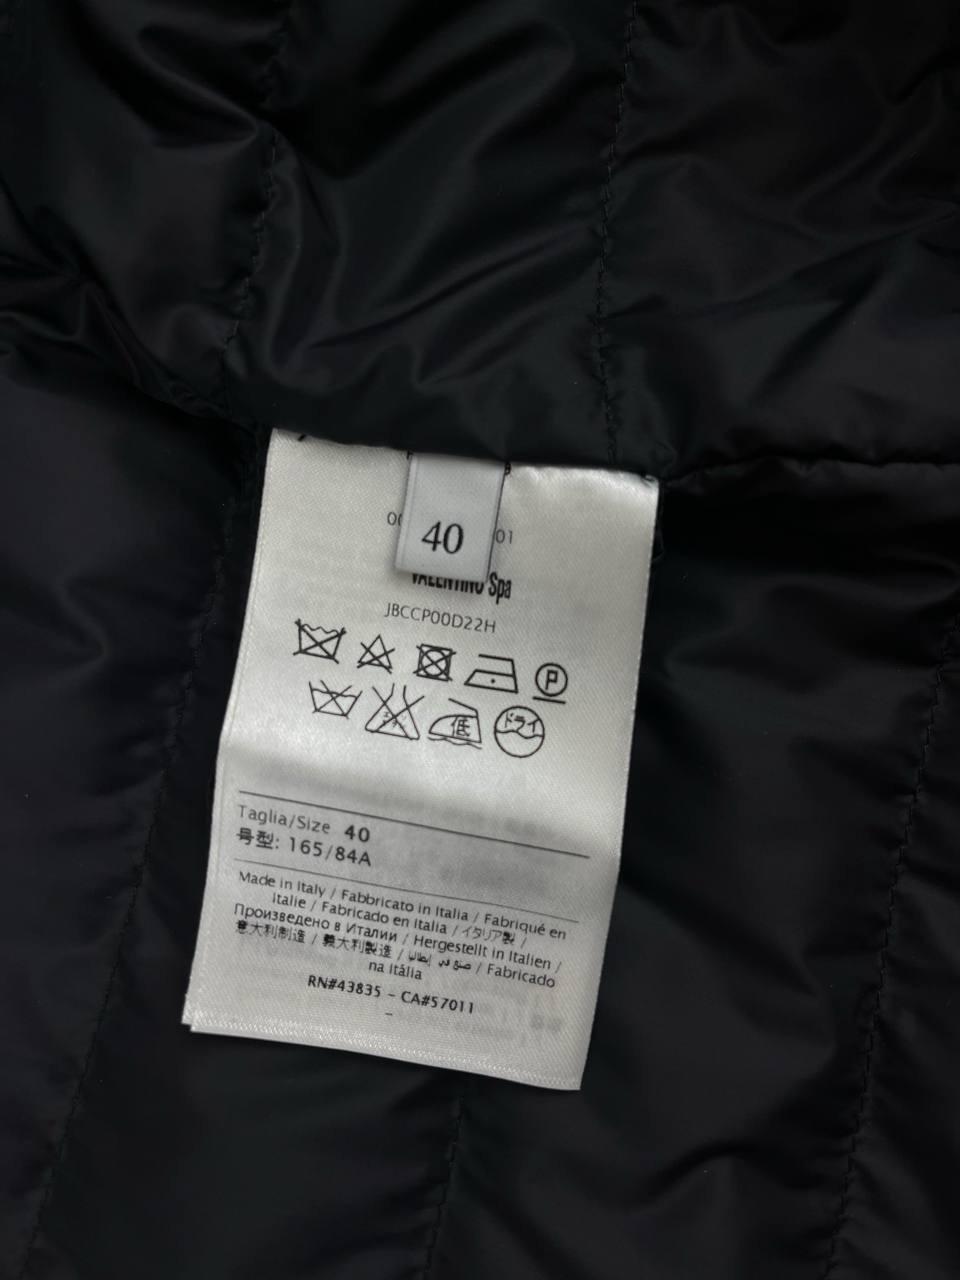 40
01
VALENTINO Spa
JBCCP00D22H
P
低
ドライ
Taglia/Size 40
号型: 165/84A
Made in Italy / Fabbricato in Italia / Fabriqué en
Italie / Fabricado en Italia / イタリア製 /
Произведено в Италии / Hergestellt in Italien /
意大利制造 / 義大利製造 / صنع في إيطاليا / Fabricado
na Itália
RN#43835 - CA#57011